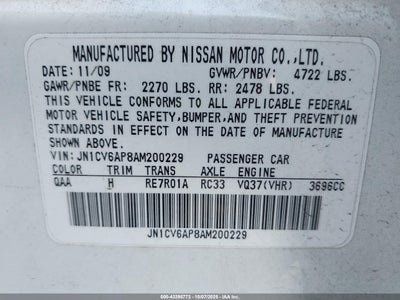 MANUFACTURED BY NISSAN MOTOR CO.,LTD.
DATE: 11/09 GVWR/PNBV: 4722 LBS.
GAWR/PNBE FR: 2270 LBS. RR: 2478 LBS.
THIS VEHICLE CONFORMS TO ALL APPLICABLE FEDERAL
MOTOR VEHICLE SAFETY,BUMPER,AND THEFT PREVENTION
STANDARDS IN EFFECT ON THE DATE OF MANUFACTURE
SHOWN ABOVE.
VIN: JN1CV6AP8AM200229 PASSENGER CAR
COLOR TRIM TRANS AXLE ENGINE
QAA H RE7R01A RC33 VQ37(VHR) 3696CC
JN1CV6AP8AM200229